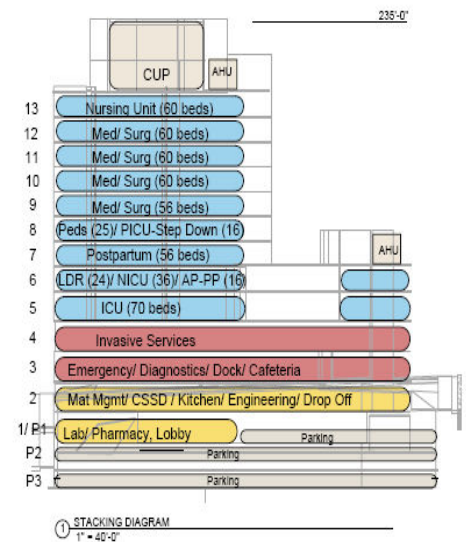 235'-0"
CUP
AHU
13 Nursing Unit (60 beds)
12 Med/ Surg (60 beds)
11 Med/ Surg (60 beds)
10 Med/ Surg (60 beds)
9 Med/ Surg (56 beds)
8 Peds (25)/ PICU-Step Down (16
7 Postpartum (56 beds)
AHU
6 LDR (24)/ NICU (36)/ AP-PP (16)
5 ICU (70 beds)
4 Invasive Services
3 Emergency/ Diagnostics/ Dock/ Cafeteria
2 Mat Mgmt/ CSSD / Kitchen/ Engineering/ Drop Off
1/ P1 Lab/ Pharmacy, Lobby Parking
P2 Parking
P3 Parking
1 STACKING DIAGRAM
1" = 40'-0"